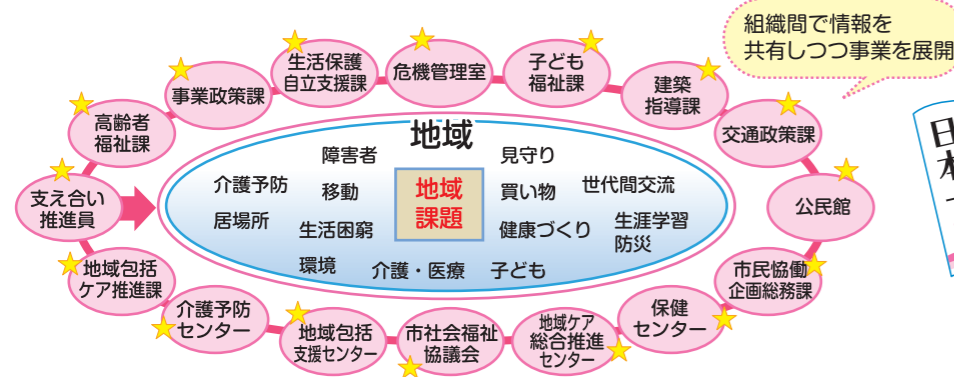 組織間で情報を
共有しつつ事業を展開
生活保護
自立支援課
危機管理室
子ども
福祉課
事業政策課
建築
指導課
高齢者
福祉課
交通政策課
支え合い
推進員
公民館
地域
障害者
見守り
介護予防
移動
地域
課題
買い物
世代間交流
居場所
生活困窮
健康づくり
生涯学習
防災
環境
介護・医療
子ども
地域包括
ケア推進課
市民協働
企画総務課
介護予防
センター
保健
センター
地域包括
支援センター
市社会福祉
協議会
地域ケア
総合推進
センター
日
本